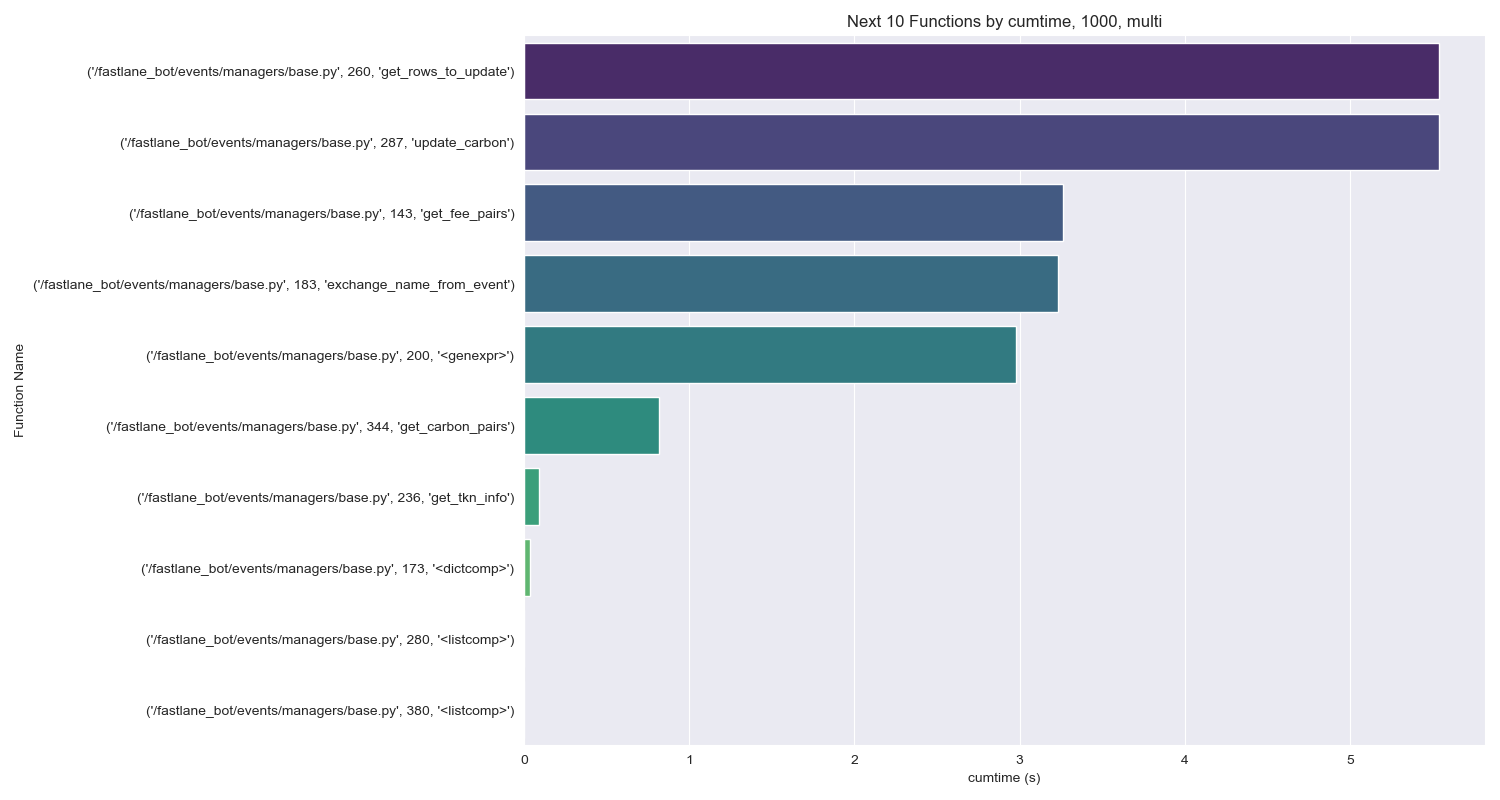 Next 10 Functions by cumtime, 1000, multi
('/fastlane_bot/events/managers/base.py', 260, 'get_rows_to_update')
('/fastlane_bot/events/managers/base.py', 287, 'update_carbon')
('/fastlane_bot/events/managers/base.py', 143, 'get_fee_pairs')
('/fastlane_bot/events/managers/base.py', 183, 'exchange_name_from_event')
('/fastlane_bot/events/managers/base.py', 200, '<genexpr>')
('/fastlane_bot/events/managers/base.py', 344, 'get_carbon_pairs')
('/fastlane_bot/events/managers/base.py', 236, 'get_tkn_info')
('/fastlane_bot/events/managers/base.py', 173, '<dictcomp>')
('/fastlane_bot/events/managers/base.py', 280, '<listcomp>')
('/fastlane_bot/events/managers/base.py', 380, '<listcomp>')
Function Name
0 1 2 3 4 5
cumtime (s)